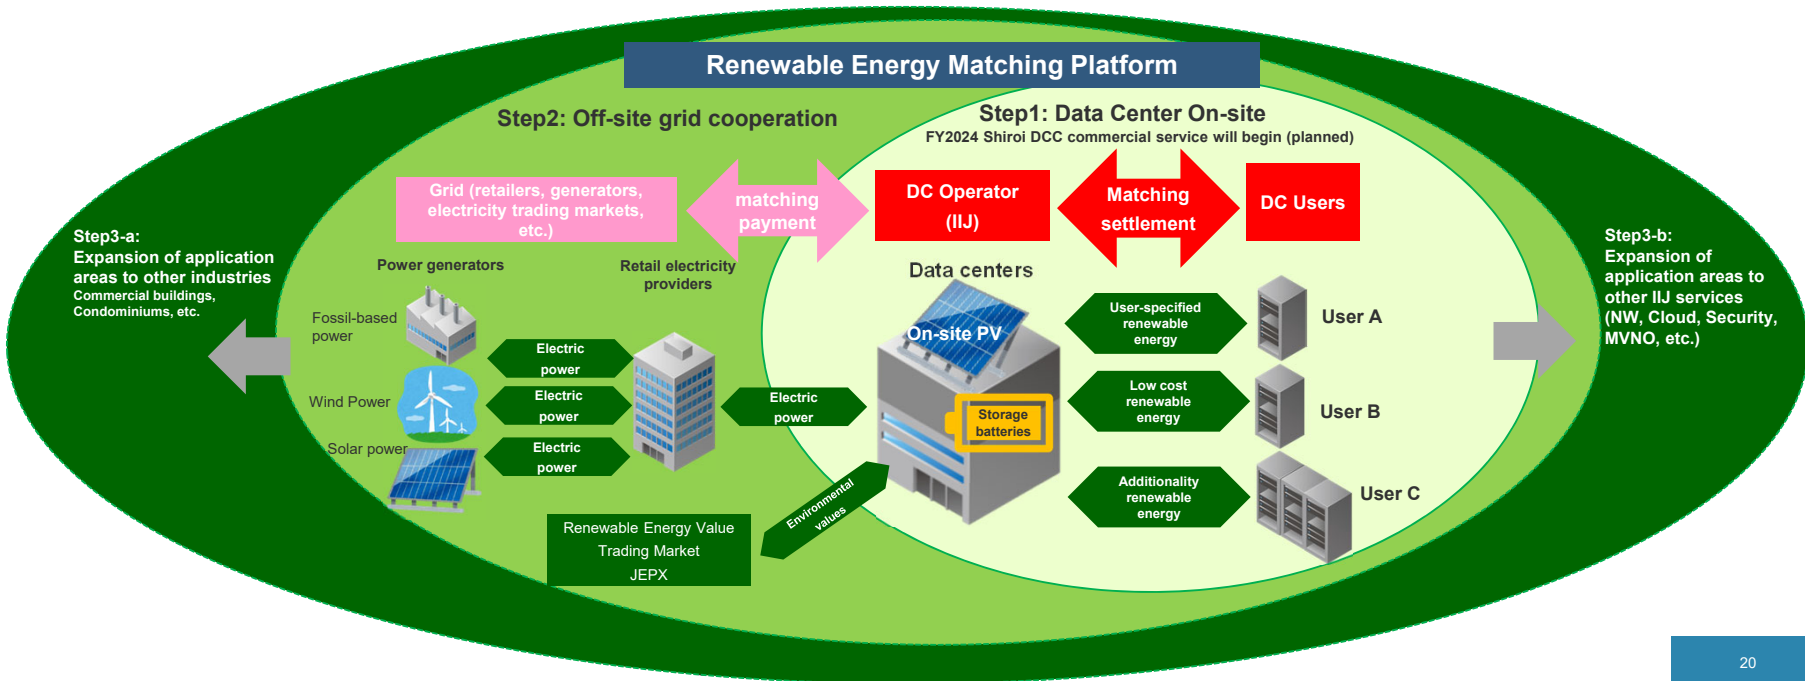 Renewable Energy Matching Platform
Step2: Off-site grid cooperation
Step1: Data Center On-site
FY2024 Shiroi DCC commercial service will begin (planned)
Grid (retailers, generators,
electricity trading markets,
etc.)
matching
payment
DC Operator
(IIJ)
Matching
settlement
DC Users
Step3-a:
Expansion of application
areas to other industries
Commercial buildings,
Condominiums, etc.
Power generators
Retail electricity
providers
Fossil-based
power
Wind Power
Solar power
Electric
power
Electric
power
Electric
power
Electric
power
Renewable Energy Value
Trading Market
JEPX
Environmental
values
Data centers
On-site PV
Storage
batteries
User-specified
renewable
energy
User A
Low cost
renewable
energy
User B
Additionality
renewable
energy
User C
Step3-b:
Expansion of
application areas to
other IIJ services
(NW, Cloud, Security,
MVNO, etc.)
20